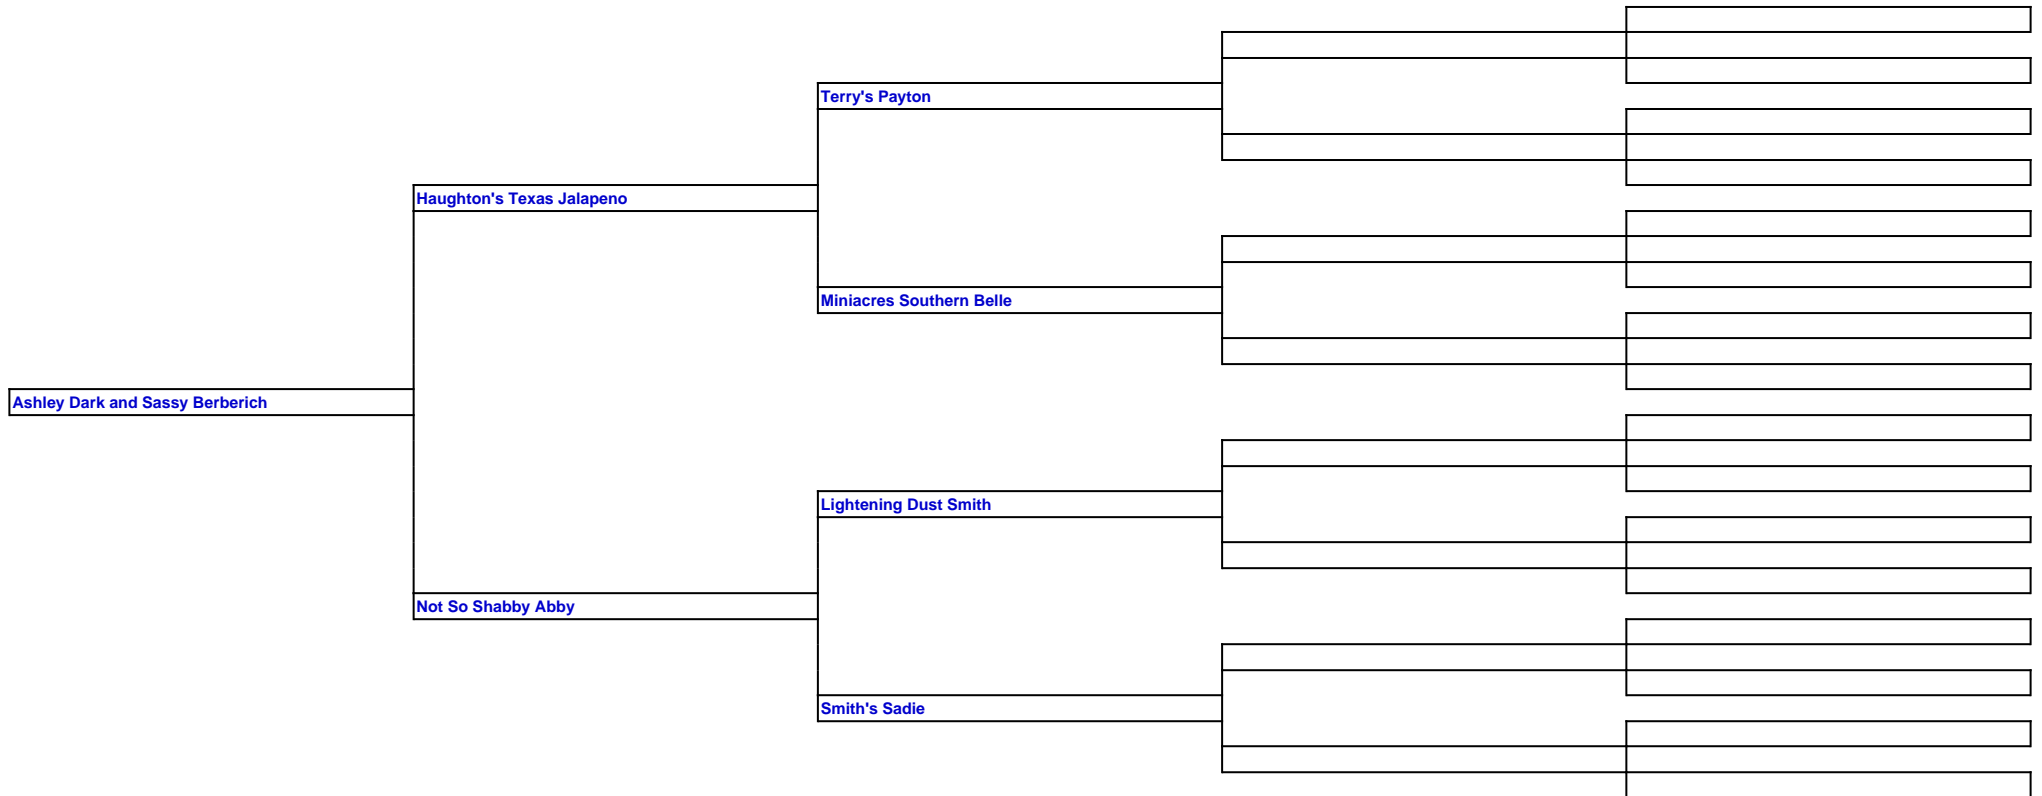 Terry's Payton
Haughton's Texas Jalapeno
Miniacres Southern Belle
Ashley Dark and Sassy Berberich
Lightening Dust Smith
Not So Shabby Abby
Smith's Sadie